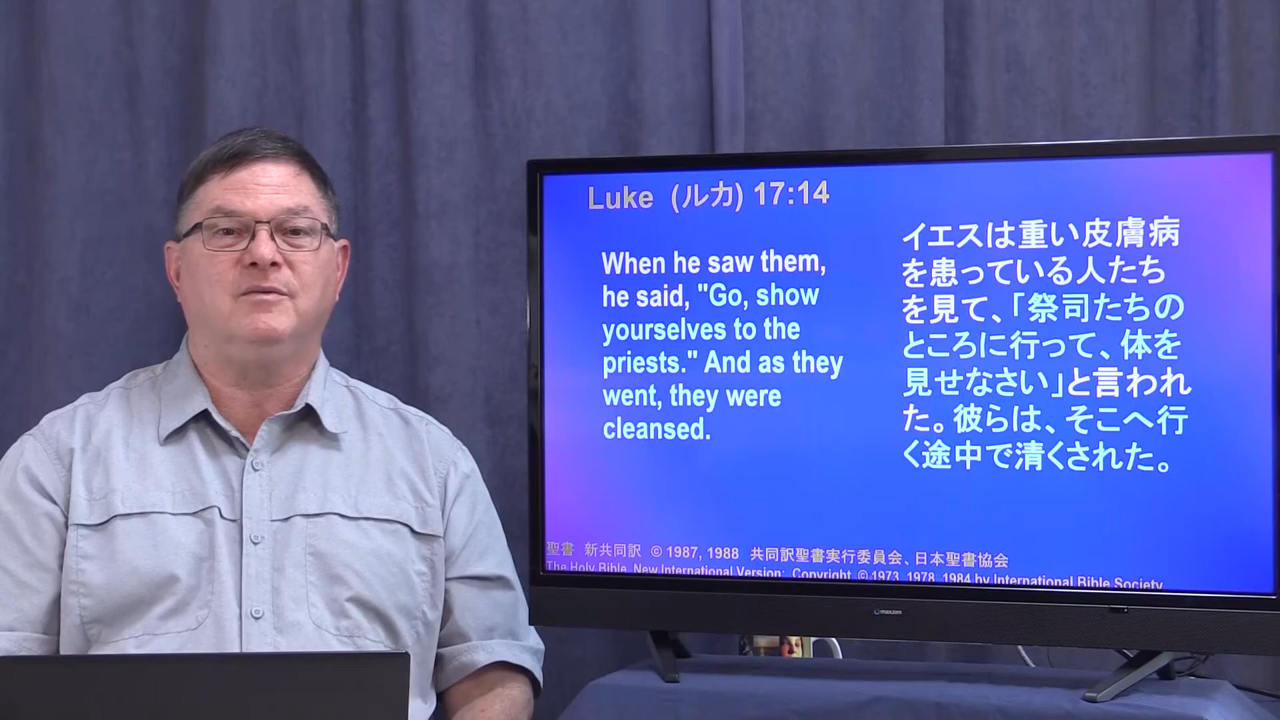 Luke (ルカ) 17:14
When he saw them,
he said, "Go, show
yourselves to the
priests." And as they
went, they were
cleansed.
イエスは重い皮膚病
を患っている人たち
を見て、「祭司たちの
ところに行って、体を
見せなさい」と言われ
た。彼らは、そこへ行
く途中で清くされた。
聖書 新共同訳 © 1987, 1988 共同訳聖書実行委員会、日本聖書協会
The Holy Bible, New International Version; Copyright © 1973, 1978, 1984 by International Bible Society